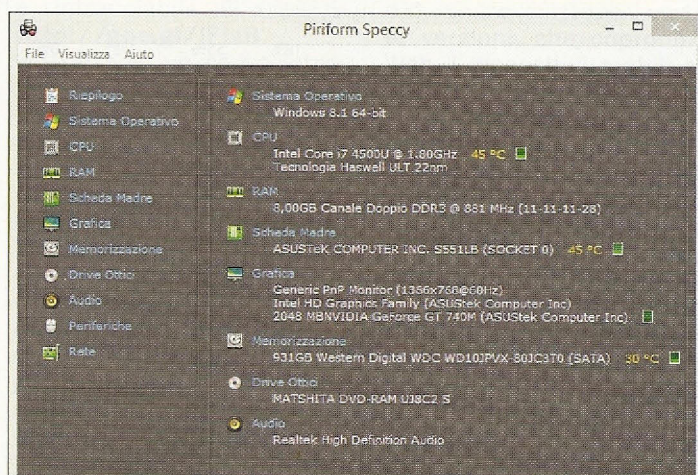 Piriform Speccy
File Visualizza Aiuto
Riepilogo
Sistema Operativo
CPU
RAM
Scheda Madre
Grafica
Memorizzazione
Drive Ottici
Audio
Periferiche
Rete
Sistema Operativo
Windows 8.1 64-bit
CPU
Intel Core i7 4500U @ 1.80GHz 45 °C
Tecnologia Haswell ULT 22nm
RAM
8,00GB Canale Doppio DDR3 @ 881 MHz (11-11-11-28)
Scheda Madre
ASUSTeK COMPUTER INC. S551LB (SOCKET 0) 45 °C
Grafica
Generic PnP Monitor (1366x768@60Hz)
Intel HD Graphics Family (ASUStek Computer Inc)
2048 MBNVIDIA GeForce GT 740M (ASUStek Computer Inc)
Memorizzazione
931GB Western Digital WDC WD10JPVX-80JC3T0 (SATA) 30 °C
Drive Ottici
MATSHITA DVD-RAM UJ8C2 S
Audio
Realtek High Definition Audio